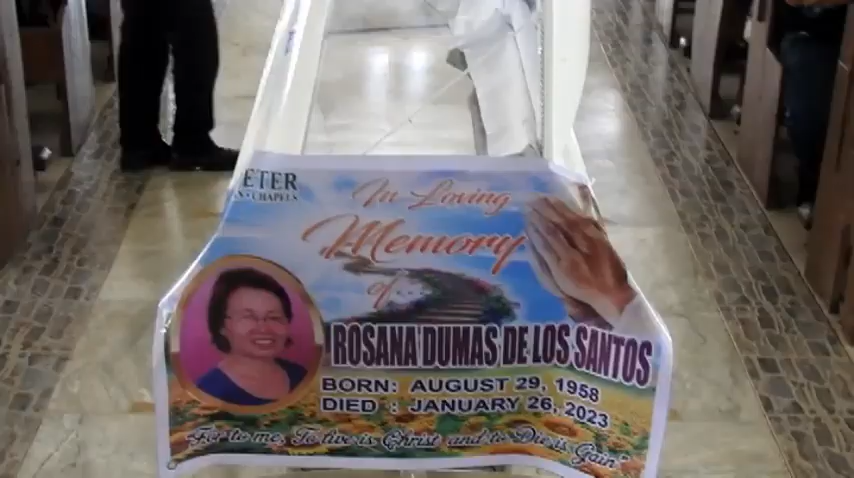 ETER
CHAPELS
In Loving
Memory
of...
ROSANA DUMAS DE LOS SANTOS
BORN: AUGUST 29, 1958
DIED : JANUARY 26, 2023
"For to me, To live is Christ and to Die is Gain"